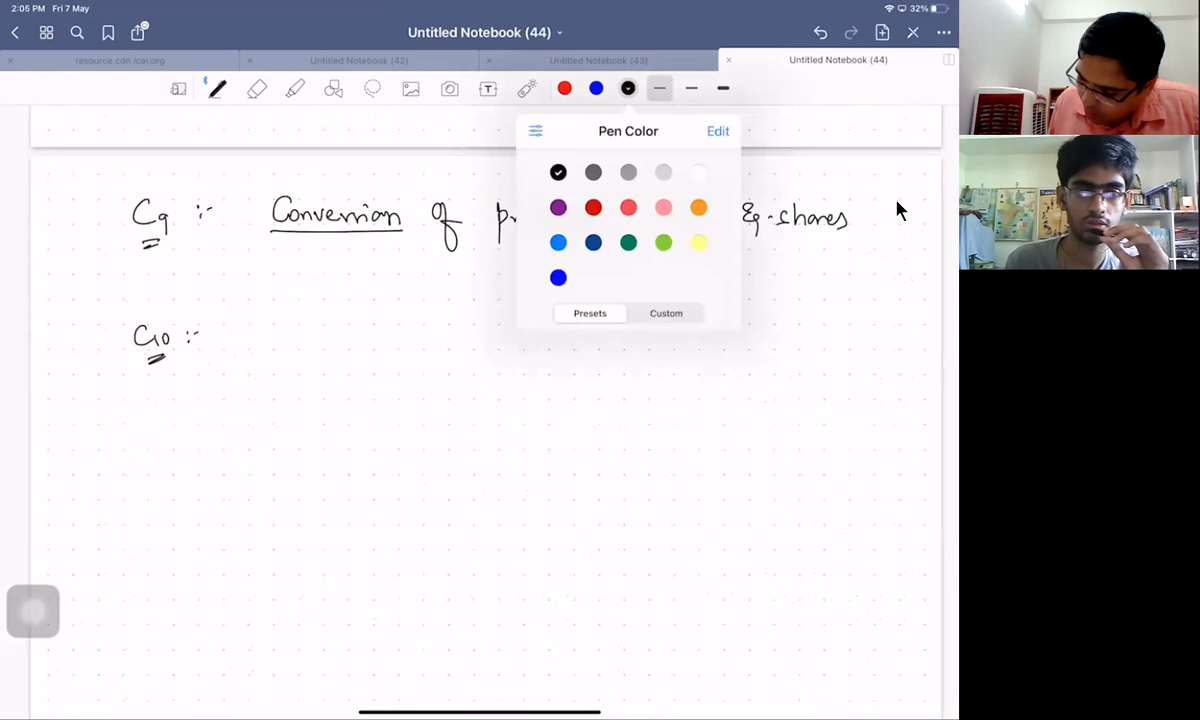 2:05 PM Fri 7 May
32%
Untitled Notebook (44)
resource.cdn.icai.org
Untitled Notebook (42)
Untitled Notebook (43)
Untitled Notebook (44)
T
Pen Color
Edit
C9 :- Conversion of Eq. shares
Presets
Custom
C10 :-